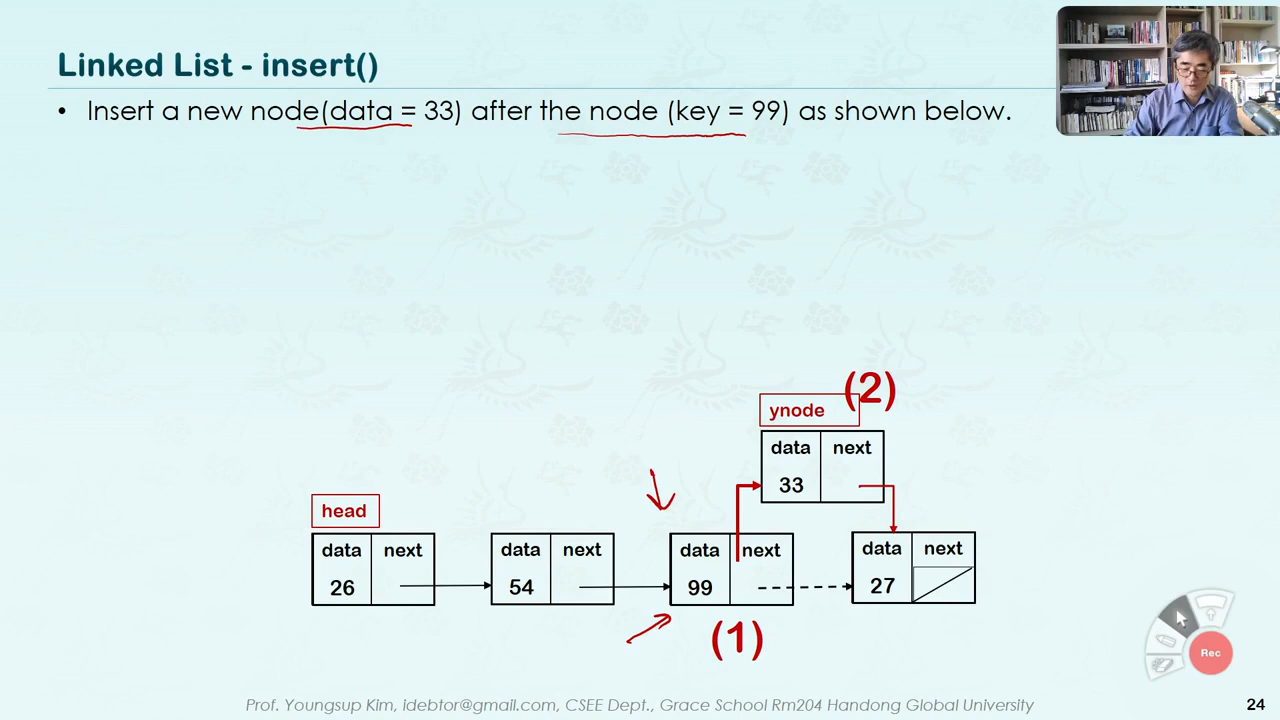 Linked List - insert()
• Insert a new node(data = 33) after the node (key = 99) as shown below.
(2)
ynode
data next
33
head
data next
26
data next
54
data next
99
data next
27
(1)
Rec
Prof. Youngsup Kim, Idebtor@gmail.com, CSEE Dept., Grace School Rm204 Handong Global University
24